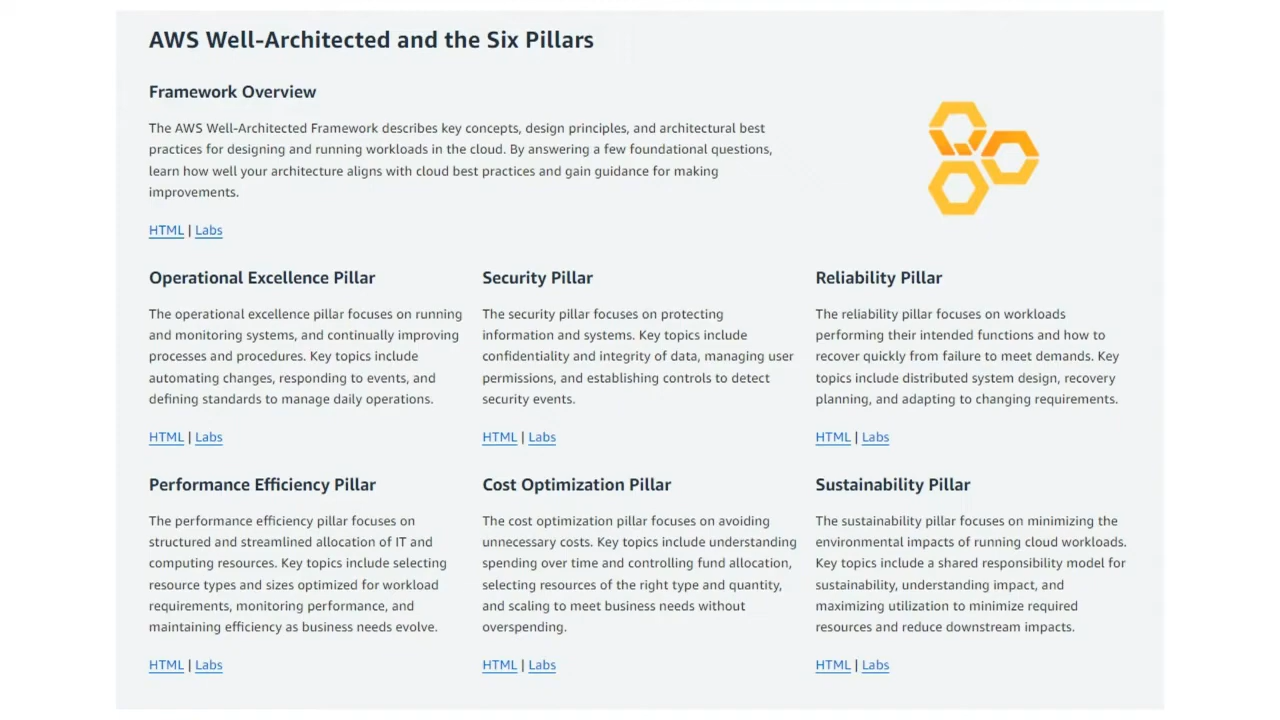 AWS Well-Architected and the Six Pillars
Framework Overview
The AWS Well-Architected Framework describes key concepts, design principles, and architectural best
practices for designing and running workloads in the cloud. By answering a few foundational questions,
learn how well your architecture aligns with cloud best practices and gain guidance for making
improvements.
HTML | Labs
Operational Excellence Pillar
The operational excellence pillar focuses on running
and monitoring systems, and continually improving
processes and procedures. Key topics include
automating changes, responding to events, and
defining standards to manage daily operations.
HTML | Labs
Security Pillar
The security pillar focuses on protecting
information and systems. Key topics include
confidentiality and integrity of data, managing user
permissions, and establishing controls to detect
security events.
HTML | Labs
Reliability Pillar
The reliability pillar focuses on workloads
performing their intended functions and how to
recover quickly from failure to meet demands. Key
topics include distributed system design, recovery
planning, and adapting to changing requirements.
HTML | Labs
Performance Efficiency Pillar
The performance efficiency pillar focuses on
structured and streamlined allocation of IT and
computing resources. Key topics include selecting
resource types and sizes optimized for workload
requirements, monitoring performance, and
maintaining efficiency as business needs evolve.
HTML | Labs
Cost Optimization Pillar
The cost optimization pillar focuses on avoiding
unnecessary costs. Key topics include understanding
spending over time and controlling fund allocation,
selecting resources of the right type and quantity,
and scaling to meet business needs without
overspending.
HTML | Labs
Sustainability Pillar
The sustainability pillar focuses on minimizing the
environmental impacts of running cloud workloads.
Key topics include a shared responsibility model for
sustainability, understanding impact, and
maximizing utilization to minimize required
resources and reduce downstream impacts.
HTML | Labs